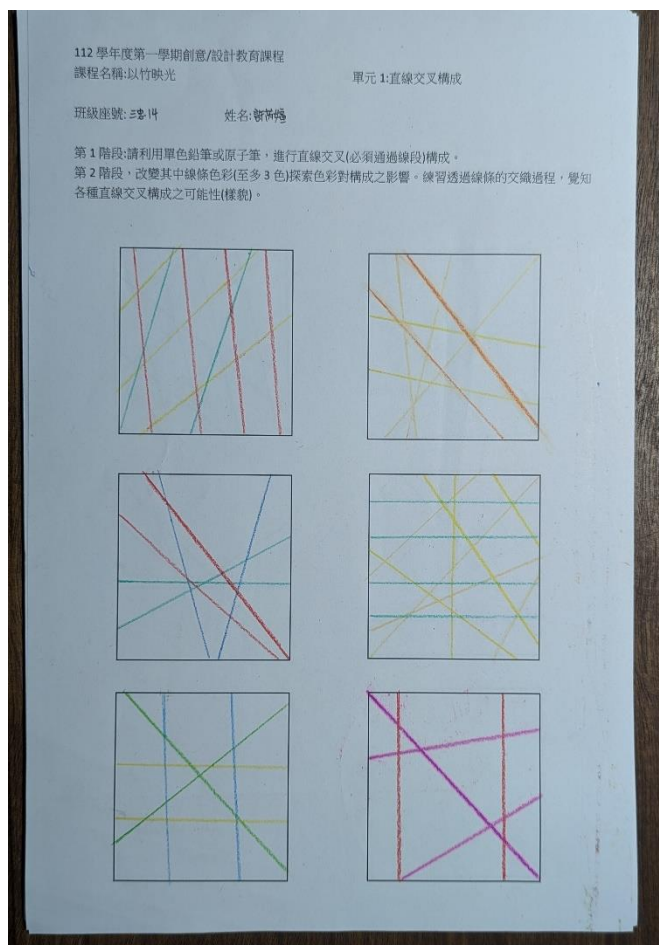 112 學年度第一學期創意/設計教育課程
課程名稱:以竹映光 單元 1:直線交叉構成
班級座號: 三忠14 姓名:
第 1 階段:請利用單色鉛筆或原子筆,進行直線交叉(必須通過線段)構成。
第 2 階段,改變其中線條色彩(至多 3 色)探索色彩對構成之影響。練習透過線條的交織過程,覺知
各種直線交叉構成之可能性(樣貌)。